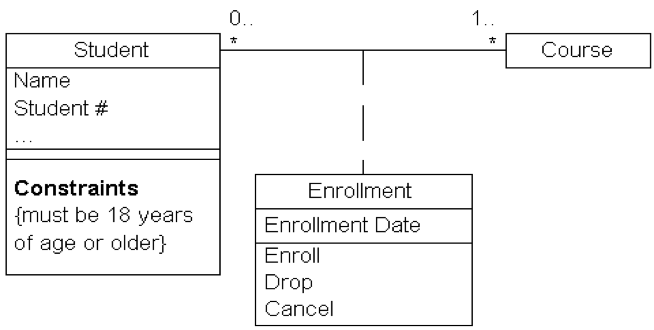 0..
*
1..
*
Student
Name
Student #
...
Constraints
{must be 18 years
of age or older}
Course
Enrollment
Enrollment Date
Enroll
Drop
Cancel